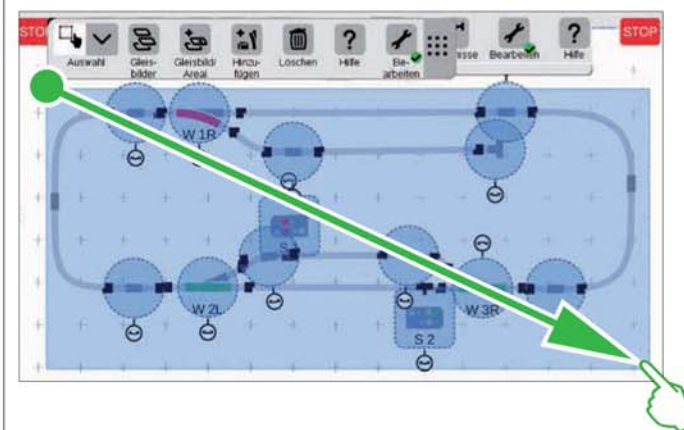 STOP
Auswahl
Gleis-
bilder
Gleisbild/
Areal
Hinzu-
fügen
Löschen
Hilfe
Be-
arbeiten
Bearbeiten
Hilfe
STOP
W 1R
W 2L
W 3R
S 2